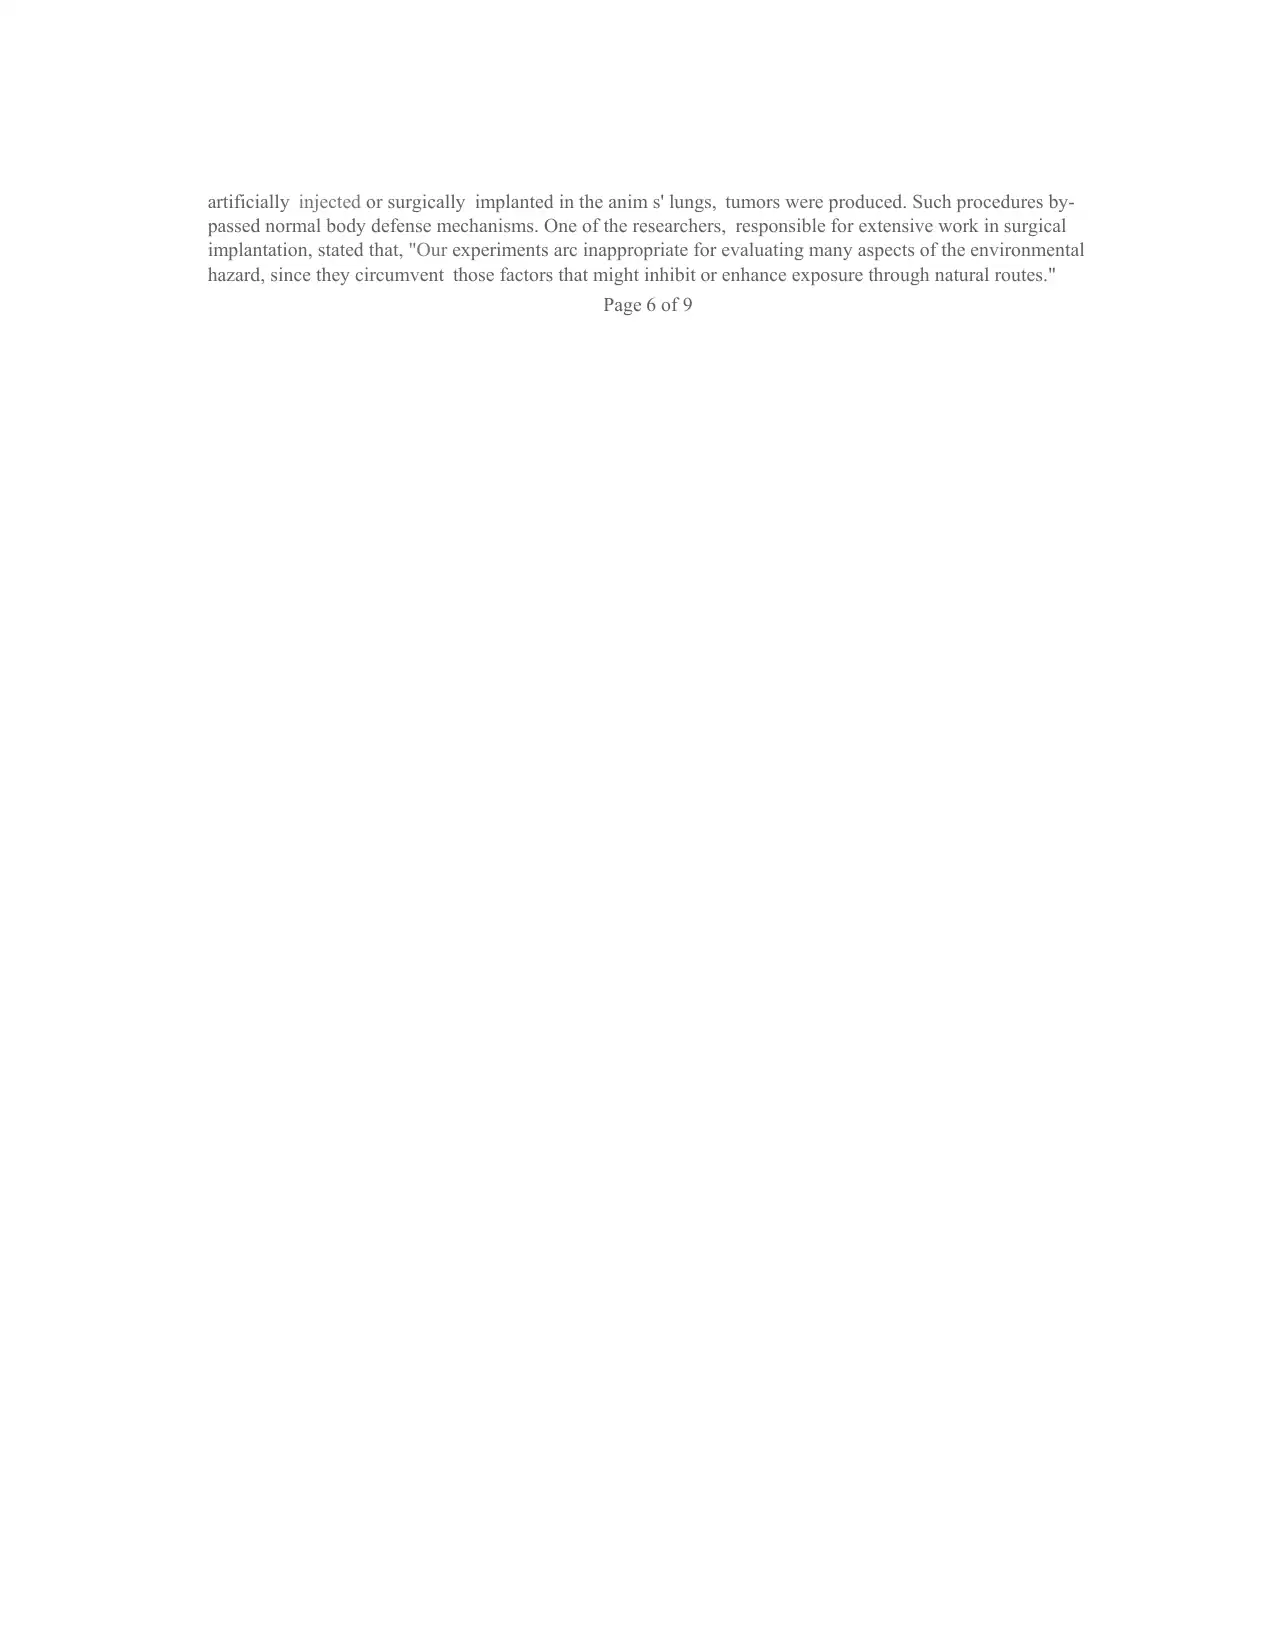 artificially injected or surgically implanted in the anim s' lungs, tumors were produced. Such procedures by-
passed normal body defense mechanisms. One of the researchers, responsible for extensive work in surgical
implantation, stated that, "Our experiments arc inappropriate for evaluating many aspects of the environmental
hazard, since they circumvent those factors that might inhibit or enhance exposure through natural routes."
Page 6 of 9